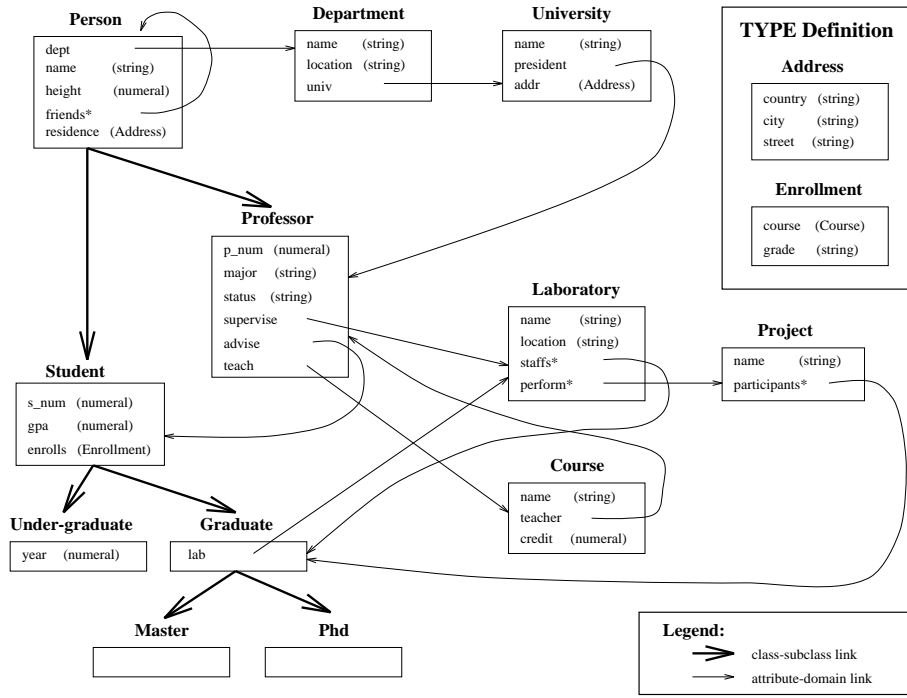 Person
dept
name (string)
height (numeral)
friends*
residence (Address)
Department
name (string)
location (string)
univ
University
name (string)
president
addr (Address)
TYPE Definition
Address
country (string)
city (string)
street (string)
Enrollment
course (Course)
grade (string)
Professor
p_num (numeral)
major (string)
status (string)
supervise
advise
teach
Laboratory
name (string)
location (string)
staffs*
perform*
Project
name (string)
participants*
Student
s_num (numeral)
gpa (numeral)
enrolls (Enrollment)
Course
name (string)
teacher
credit (numeral)
Under-graduate
year (numeral)
Graduate
lab
Master
Phd
Legend:
class-subclass link
attribute-domain link